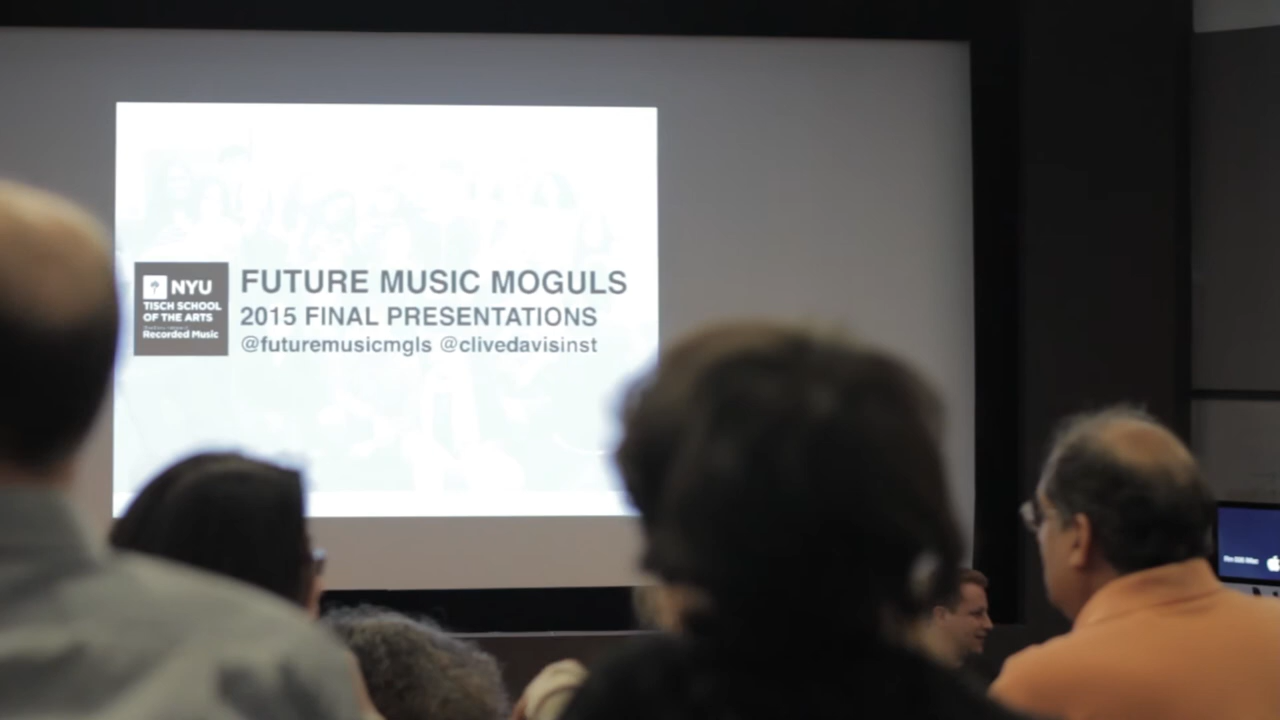 NYU
TISCH SCHOOL
OF THE ARTS
Recorded Music
FUTURE MUSIC MOGULS
2015 FINAL PRESENTATIONS
@futuremusicmgls @clivedavisinst